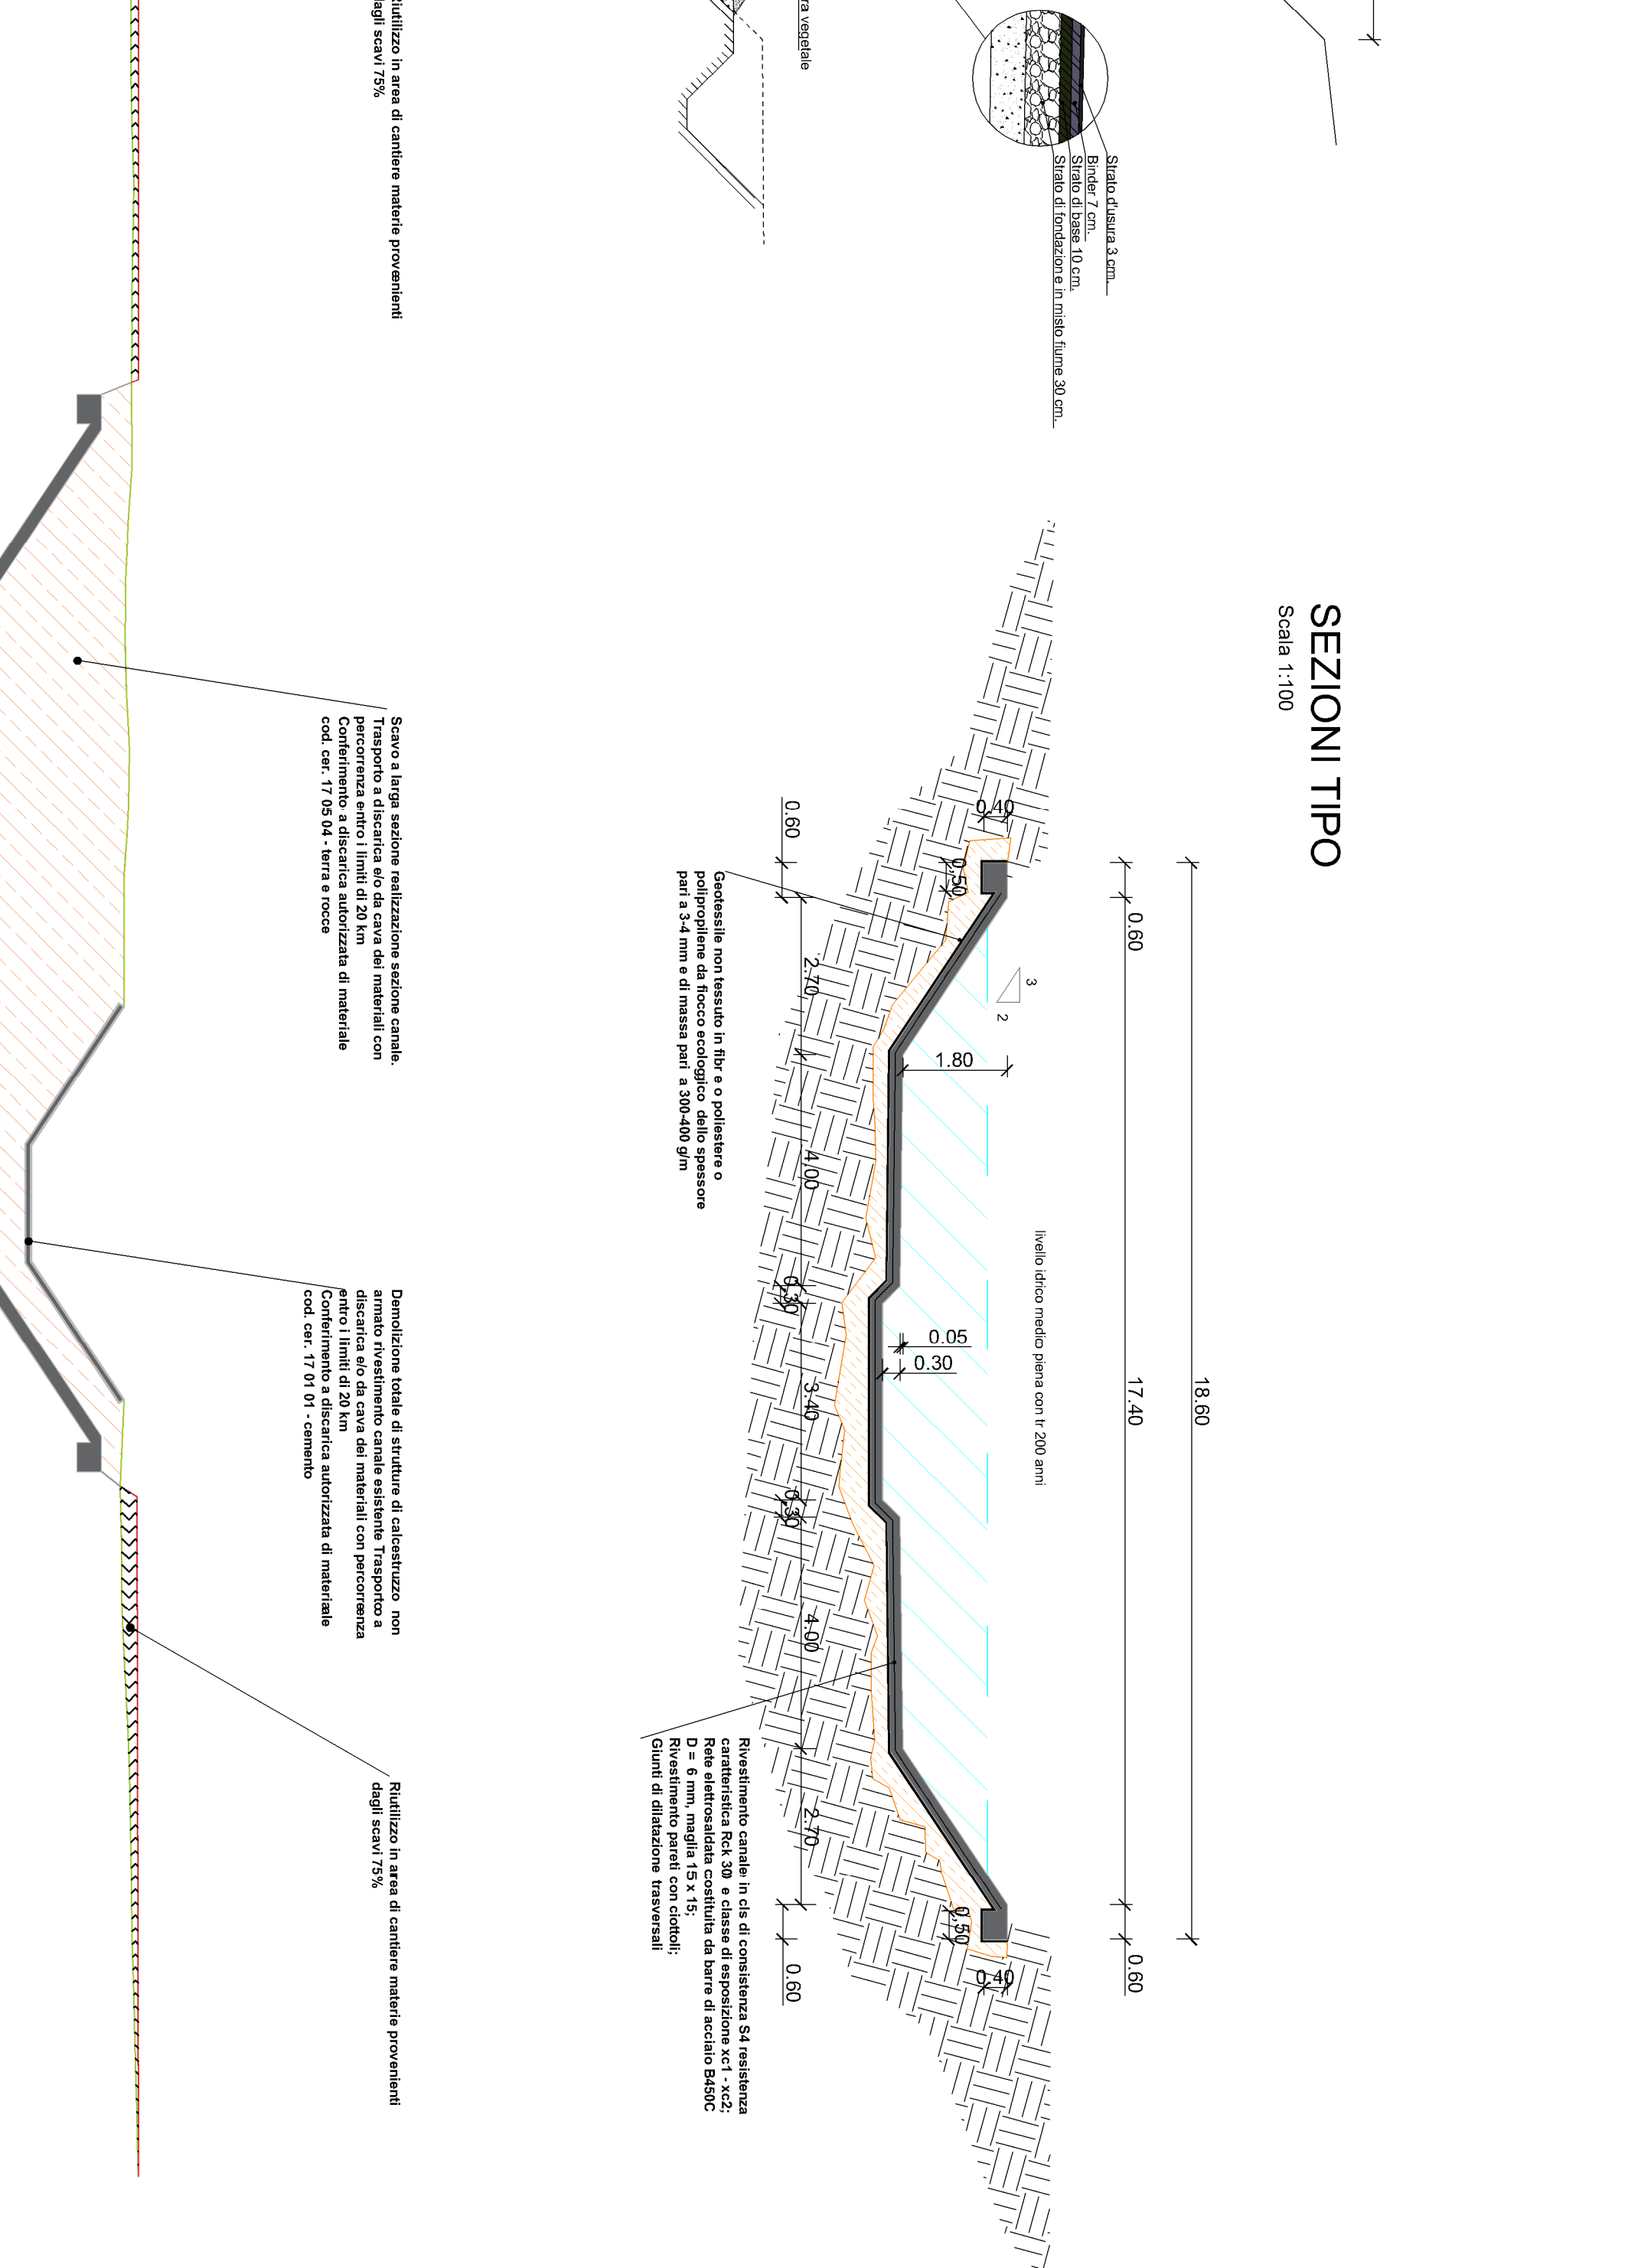 SEZIONI TIPO
Scala 1:100
18.60
0.60
17.40
0.60
Strato d'usura 3 cm.
Binder 7 cm.
Strato di base 10 cm.
Strato di fondazione in misto fiume 30 cm.
livello idrico medico piena con tr 200 anni
3
2
0.40
0,50
1.80
0.05
0.30
0,50
0.40
ra vegetale
0.60
2.70
4.00
0.30
3.40
0.30
4.00
2.70
0.60
Geotessile non tessuto in fibr e o poliestere o
polipropilene da fiocco ecologico dello spessore
pari a 3-4 mm e di massa pari a 300-400 g/m
Rivestimento canale in cls di consistenza S4 resistenza
caratteristica Rck 30 e classe di esposizione xc1 - xc2;
Rete elettrosaldata costituita da barre di acciaio B450C
D = 6 mm, maglia 15 x 15;
Rivestimento pareti con ciottoli;
Giunti di dilatazione trasversali
iutilizzo in area di cantiere materie provenienti
agli scavi 75%
Scavo a larga sezione realizzazione sezione canale.
Trasporto a discarica e/o da cava dei materiali con
percorrenza entro i limiti di 20 km
Conferimento a discarica autorizzata di materiale
cod. cer. 17 05 04 - terra e rocce
Demolizione totale di strutture di calcestruzzo non
armato rivestimento canale esistente Trasporto a
discarica e/o da cava dei materiali con percorrenza
entro i limiti di 20 km
Conferimento a discarica autorizzata di materiale
cod. cer. 17 01 01 - cemento
Riutilizzo in area di cantiere materie provenienti
dagli scavi 75%